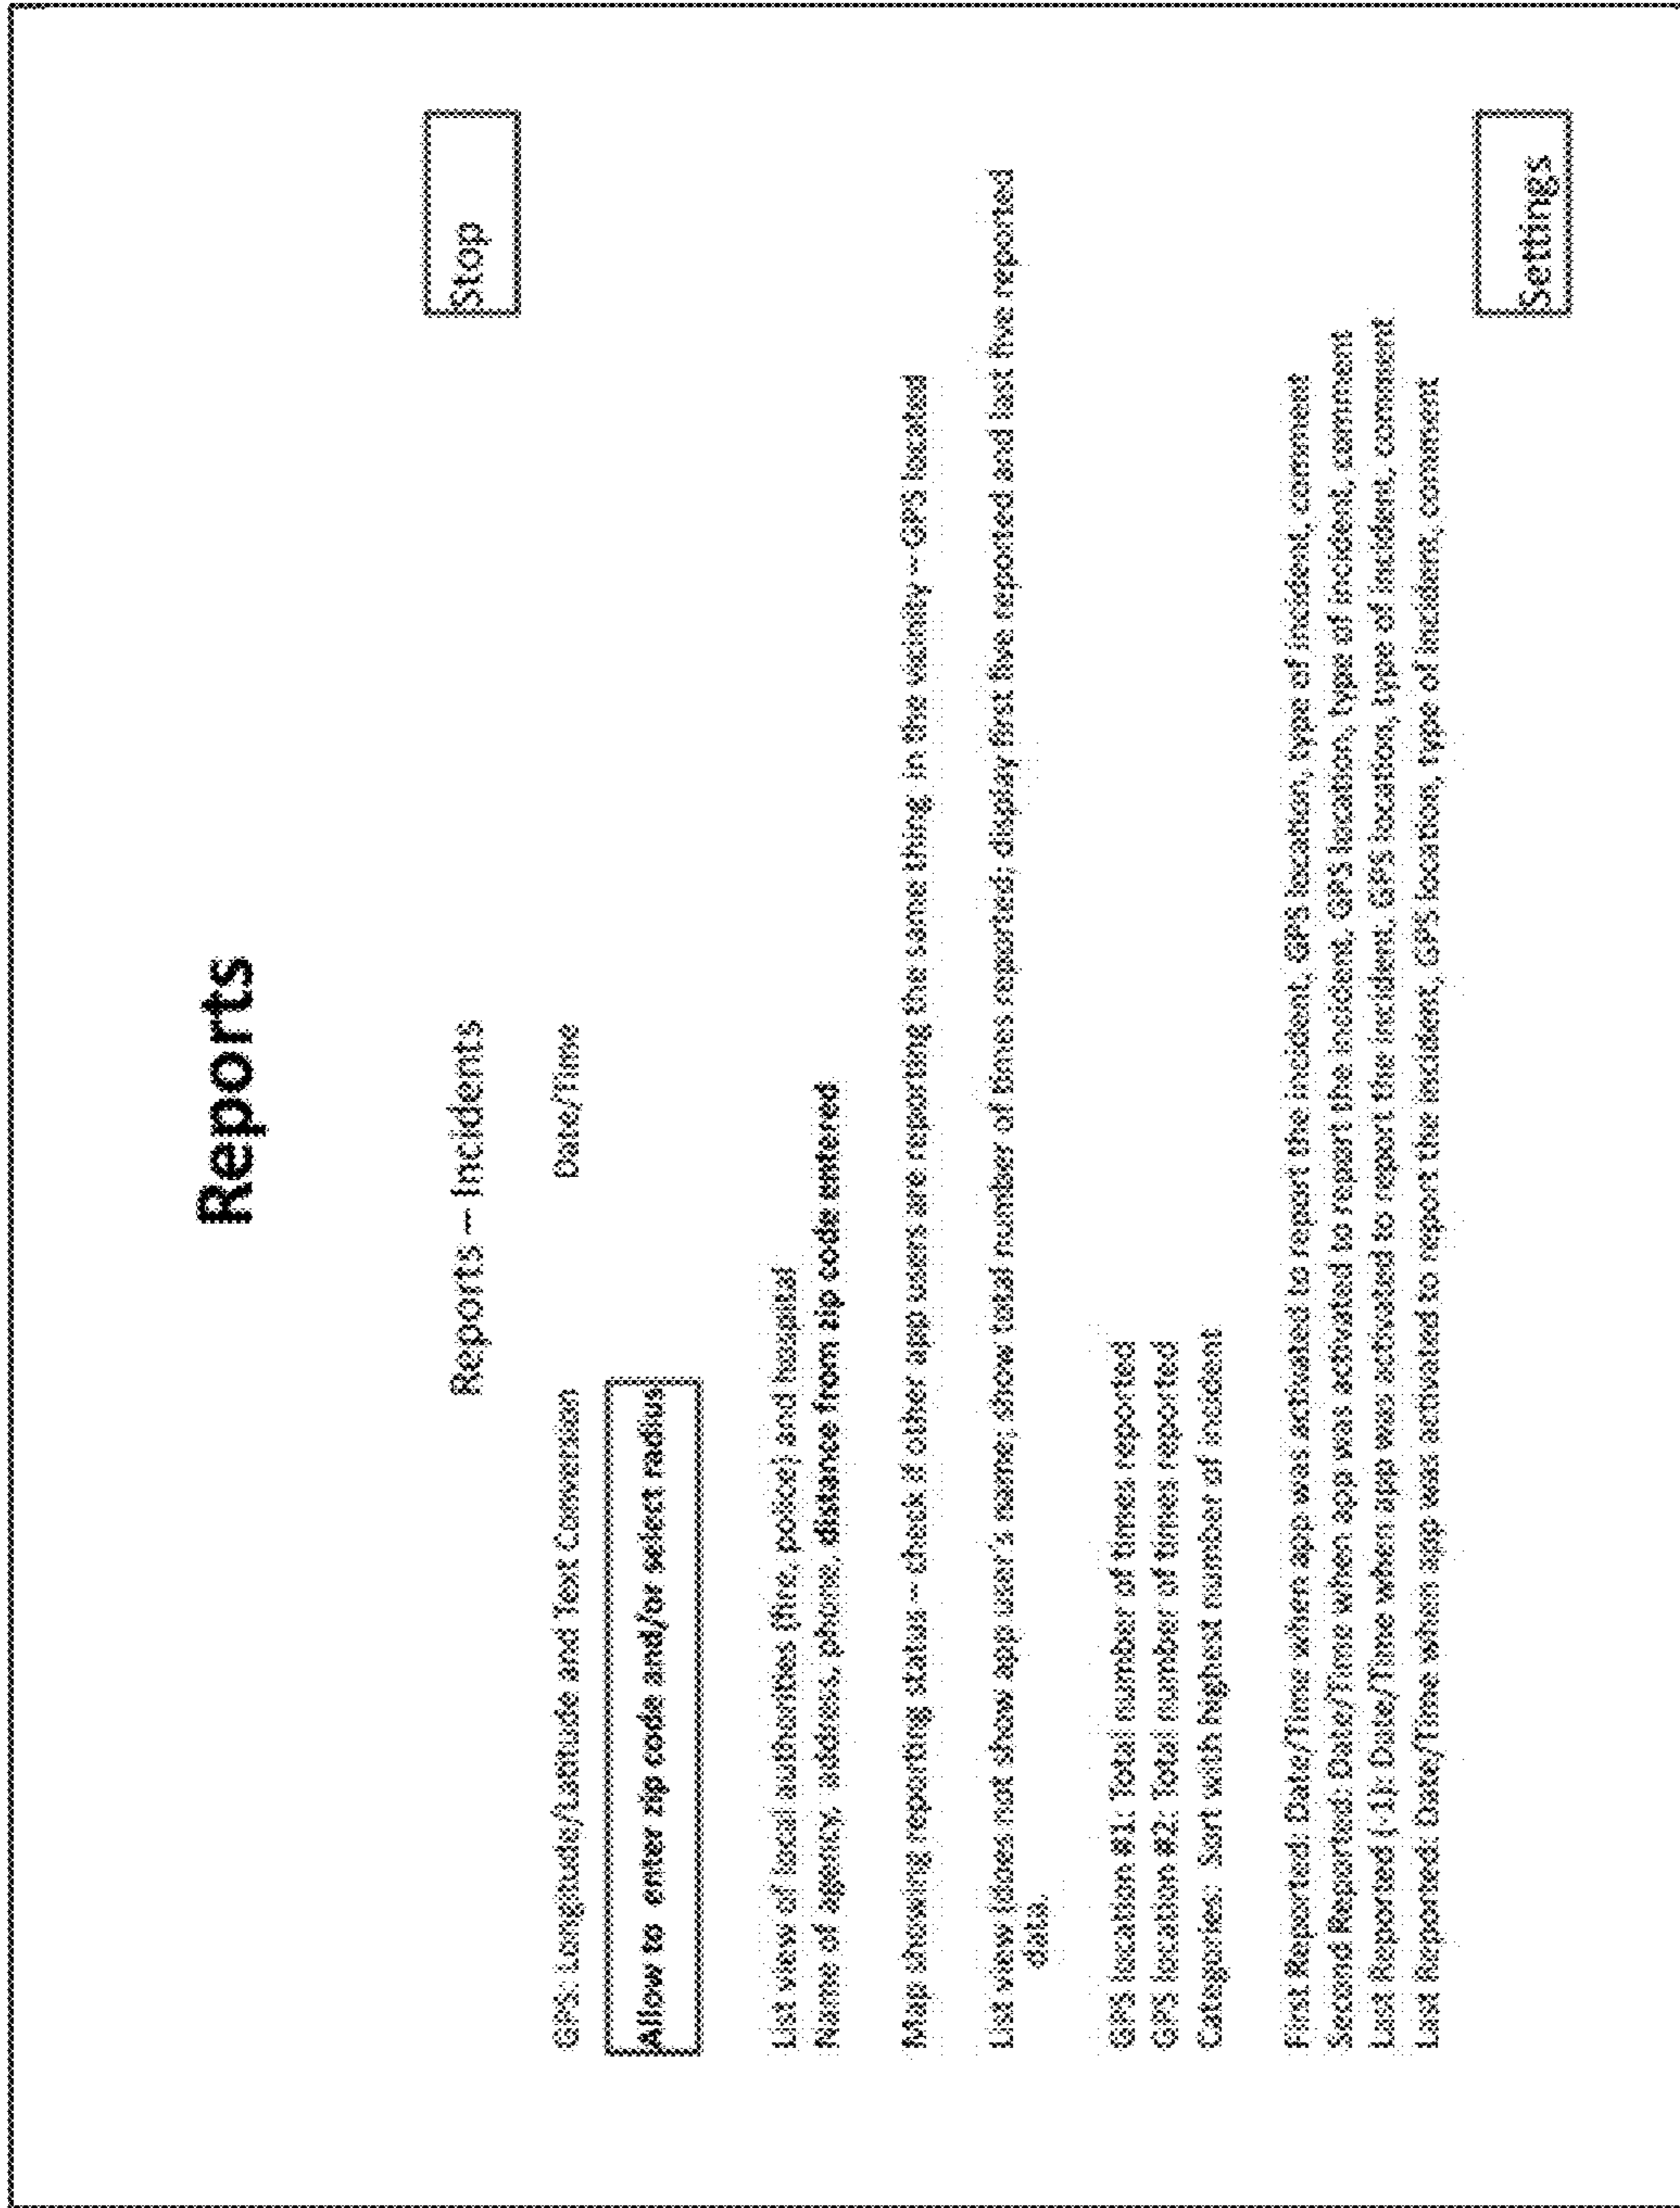 Reports
Reports – Incidents
Stop
GPS: Longitude/Latitude and Text Conversion
Date/Time
Allow to enter zip code and/or select radius
List view of local authorities (fire, police) and hospital
Name of agency, address, phone, distance from zip code entered
Map showing reporting status – check if other app users are reporting the same thing in the vicinity – GPS located
List view (does not show app user's name; show total number of times reported; display first five reported and last five reported
data.
GPS location #1: Total number of times reported
GPS location #2: Total number of times reported
Categories: Sort with highest number of incident
First Reported: Date/Time when app was activated to report the incident, GPS location, type of incident, comment
Second Reported: Date/Time when app was activated to report the incident, GPS location, type of incident, comment
Last Reported (-1): Date/Time when app was activated to report the incident, GPS location, type of incident, comment
Last Reported: Date/Time when app was activated to report the incident, GPS location, type of incident, comment
Settings